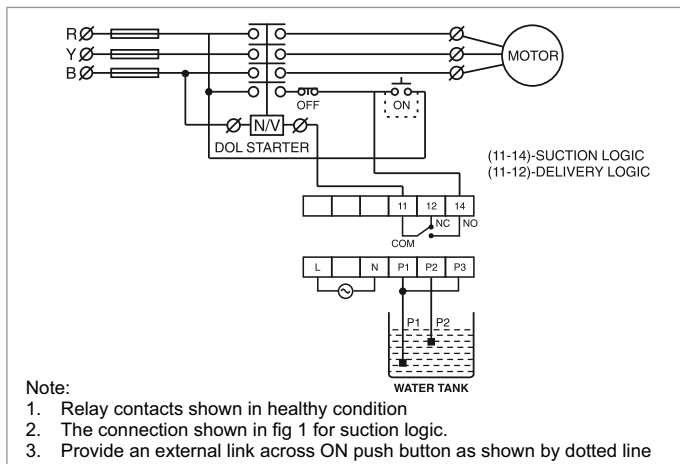 R
Y
B
MOTOR
OFF
ON
N/V
DOL STARTER
(11-14)-SUCTION LOGIC
(11-12)-DELIVERY LOGIC
11 12 14
NC NO
COM
L N P1 P2 P3
P1 P2
WATER TANK
Note:
1. Relay contacts shown in healthy condition
2. The connection shown in fig 1 for suction logic.
3. Provide an external link across ON push button as shown by dotted line